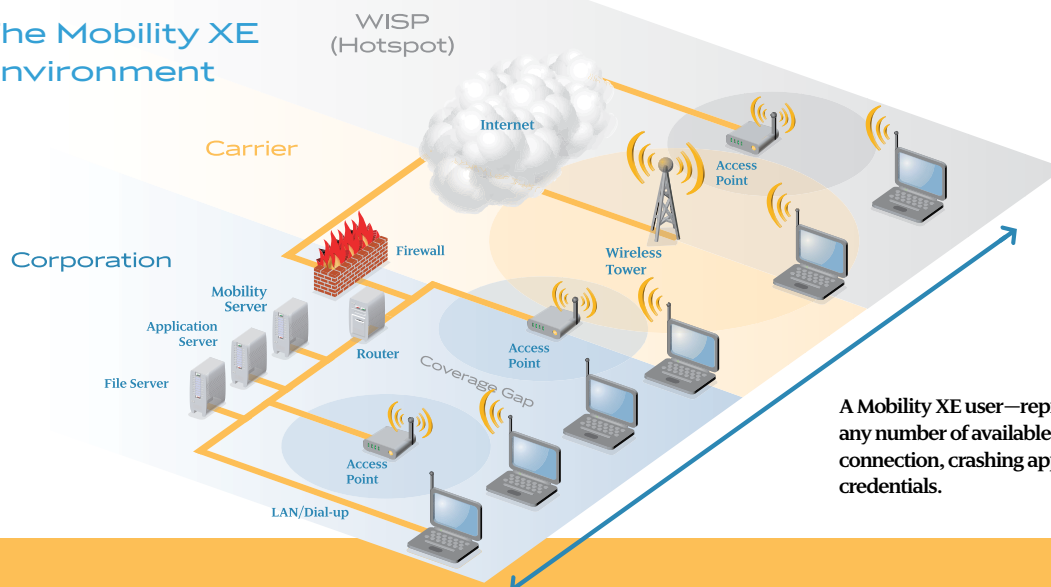 he Mobility XE
nvironment
WISP
(Hotspot)
Carrier
Corporation
Internet
Access
Point
Wireless
Tower
Firewall
Mobility
Server
Application
Server
File Server
Router
Access
Point
Coverage Gap
Access
Point
LAN/Dial-up
A Mobility XE user—rep
any number of available
connection, crashing app
credentials.